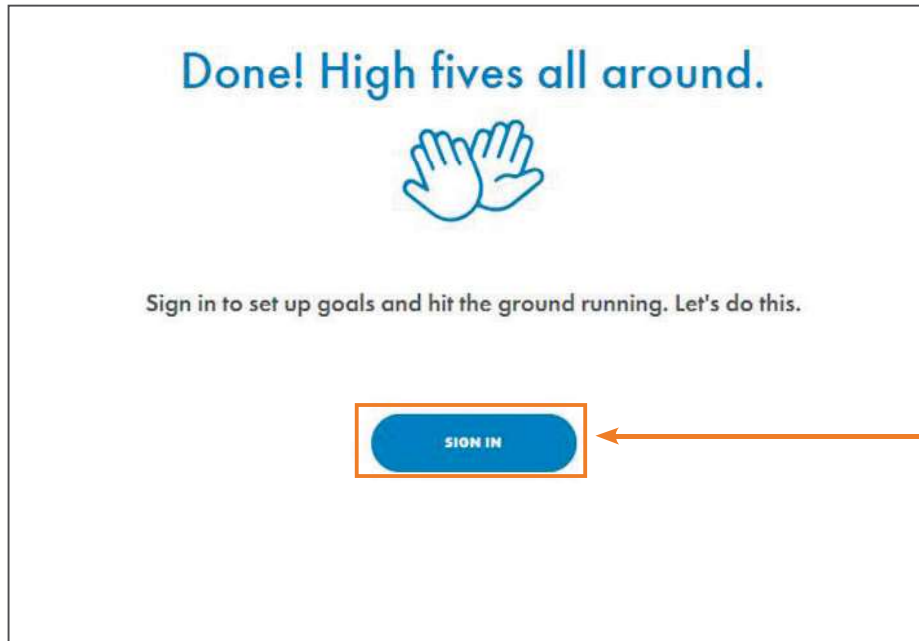 Done! High fives all around.
Sign in to set up goals and hit the ground running. Let's do this.
SIGN IN